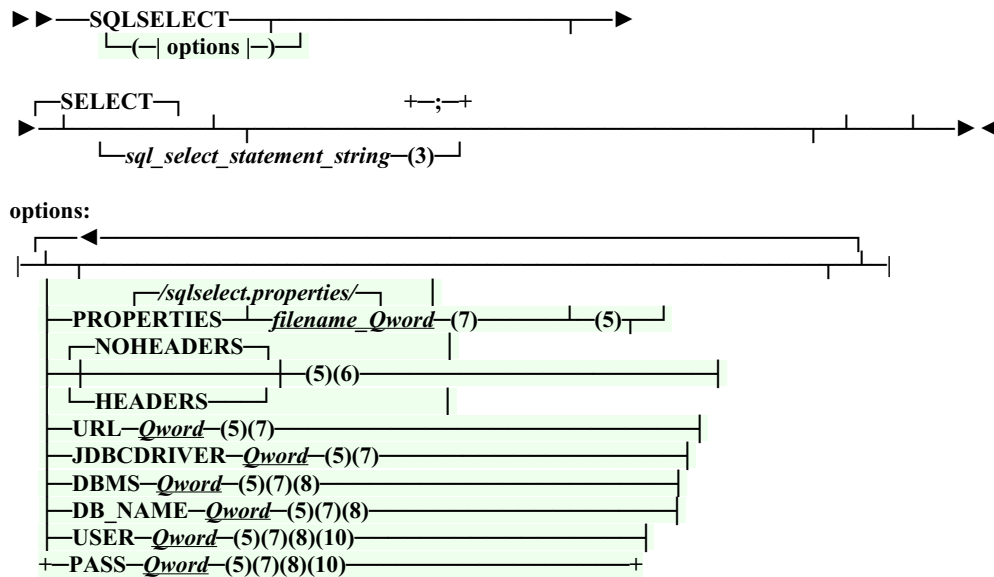 ►►──SQLSELECT──┬──────────────────┬──►
└─(─| options |─)─┘
┌─SELECT─┐ +─;─+
►─┴────────┴─┬──────────────────────────────┬─┴──┴──►◄
└─sql_select_statement_string─(3)─┘
options:
┌──◄──────────────────────────────┐
|─┴─┬──────────────────────────────┬─┴─|
┌─/sqlselect.properties/─┐ │
├─PROPERTIES─┴─filename_Qword─(7)────┴─(5)┬─┘
┌─NOHEADERS─┐ │
├─┼───────────┼─(5)(6)──────────────────┤
└─HEADERS───┘ │
├─URL─Qword─(5)(7)──────────────────────┤
├─JDBCDRIVER─Qword─(5)(7)───────────────┤
├─DBMS─Qword─(5)(7)(8)──────────────────┤
├─DB_NAME─Qword─(5)(7)(8)───────────────┤
├─USER─Qword─(5)(7)(8)(10)──────────────┤
+─PASS─Qword─(5)(7)(8)(10)──────────────+